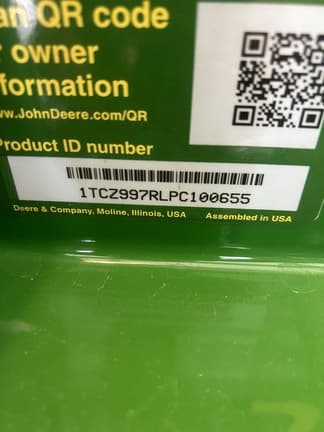 an QR code
r owner
nformation
ww.JohnDeere.com/QR
Product ID number
1TCZ997RLPC100655
Deere & Company, Moline, Illinois, USA Assembled in USA